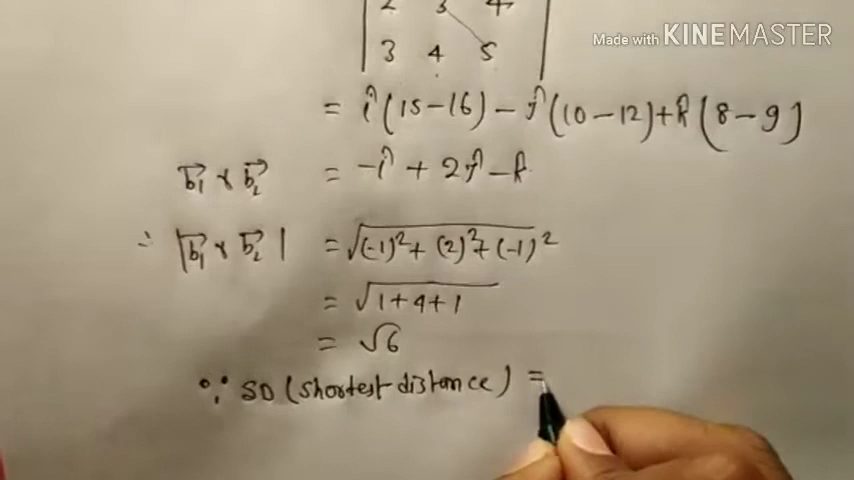 Made with KINEMASTER
2 3 4
3 4 5
= î(15-16) - ĵ(10-12)+k(8-9)
b₁⃗ x b₂⃗ = -î + 2ĵ - k
∴ |b₁⃗ x b₂⃗| = √(-1)²+(2)²+(-1)²
= √1+4+1
= √6
∵ SD (Shortest distance) =